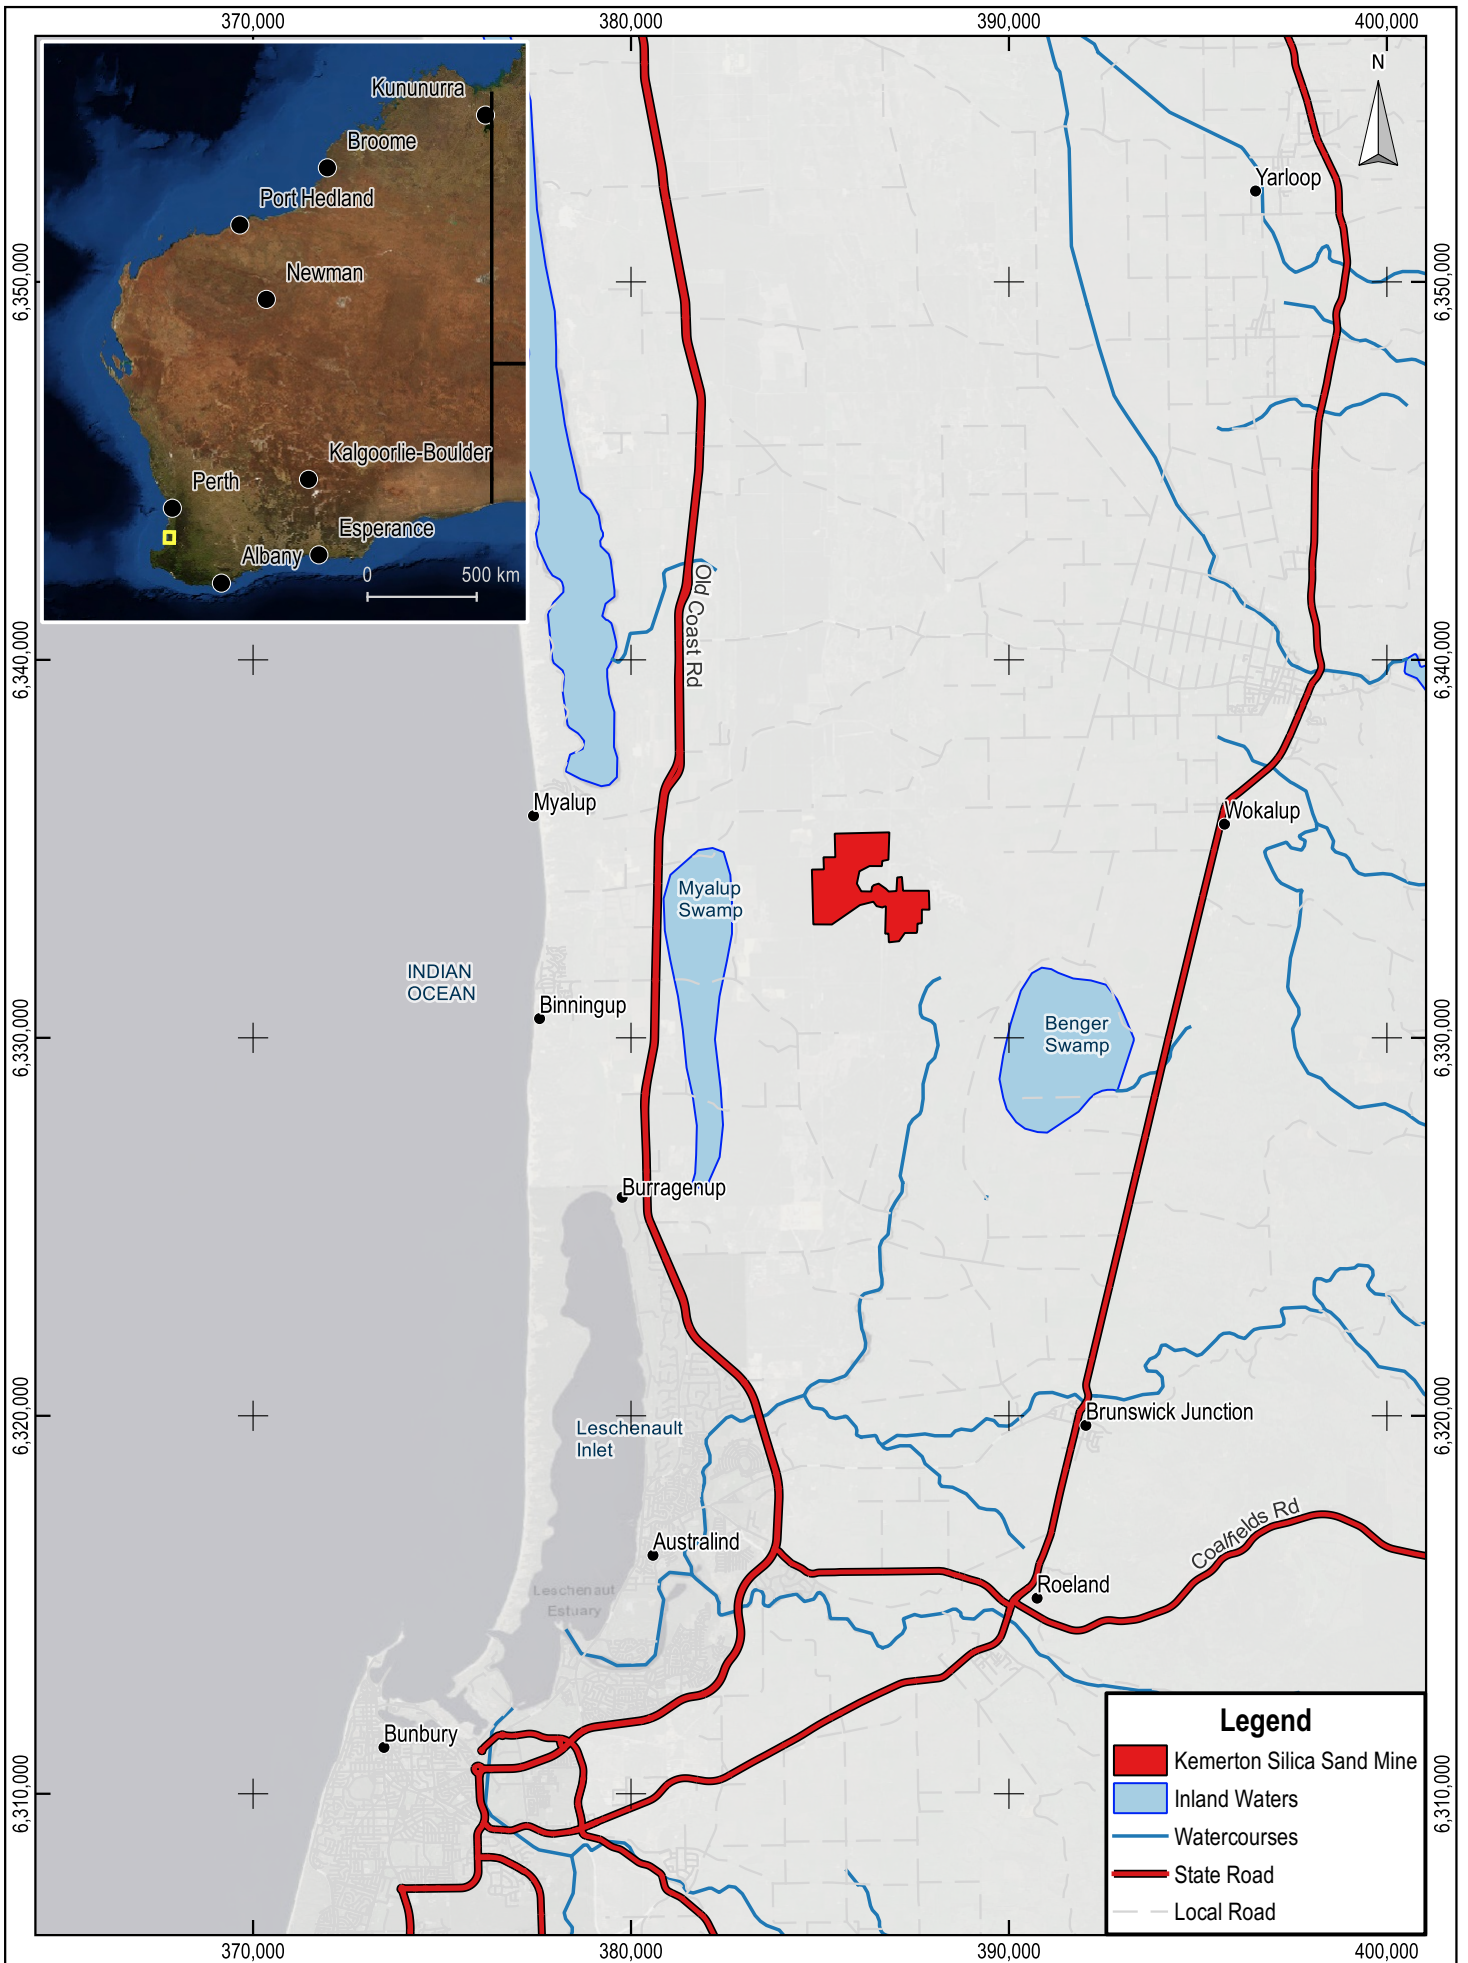 370,000
380,000
390,000
400,000
N
Kununurra
Broome
Port Hedland
Newman
Kalgoorlie-Boulder
Perth
Esperance
Albany
0
500 km
Yarloop
6,350,000
6,350,000
Old Coast Rd
6,340,000
6,340,000
Myalup
Wokalup
Myalup
Swamp
INDIAN
OCEAN
Binningup
Benger
Swamp
6,330,000
6,330,000
Burragenup
6,320,000
6,320,000
Brunswick Junction
Leschenault
Inlet
Coalfields Rd
Australind
Roeland
Leschenaut
Estuary
Bunbury
6,310,000
6,310,000
Legend
Kemerton Silica Sand Mine
Inland Waters
Watercourses
State Road
Local Road
370,000
380,000
390,000
400,000